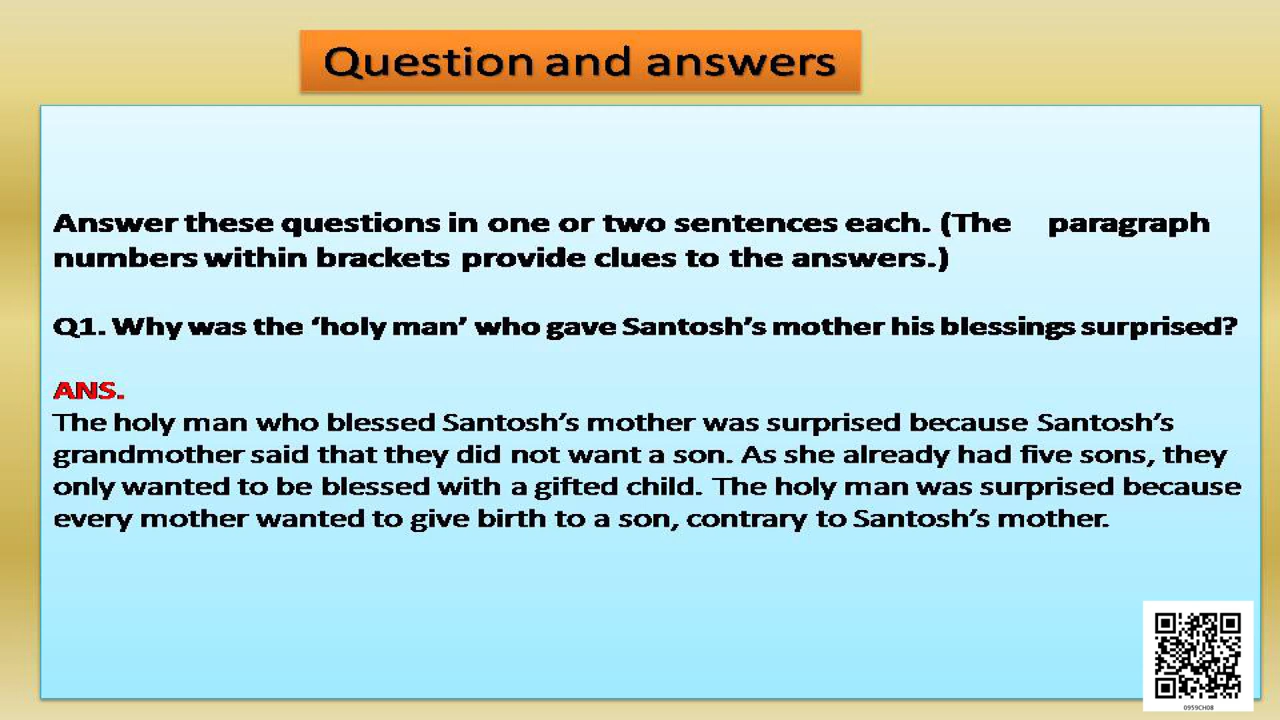 Question and answers
Answer these questions in one or two sentences each. (The paragraph
numbers within brackets provide clues to the answers.)
Q1. Why was the ‘holy man’ who gave Santosh’s mother his blessings surprised?
ANS.
The holy man who blessed Santosh’s mother was surprised because Santosh’s
grandmother said that they did not want a son. As she already had five sons, they
only wanted to be blessed with a gifted child. The holy man was surprised because
every mother wanted to give birth to a son, contrary to Santosh’s mother.
0959CH08